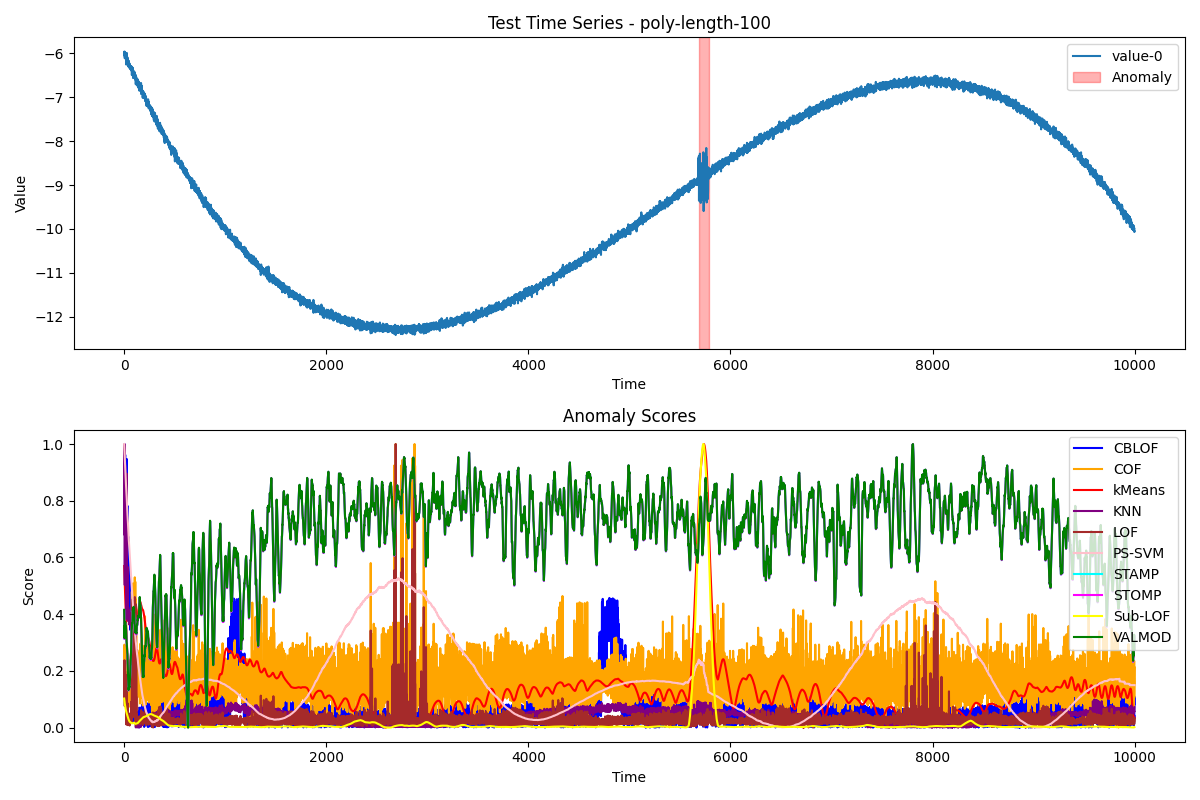 Test Time Series - poly-length-100
Value
−6
−7
−8
−9
−10
−11
−12
value-0
Anomaly
0
2000
4000
6000
8000
10000
Time
Anomaly Scores
Score
1.0
0.8
0.6
0.4
0.2
0.0
CBLOF
COF
kMeans
KNN
LOF
PS-SVM
STAMP
STOMP
Sub-LOF
VALMOD
0
2000
4000
6000
8000
10000
Time